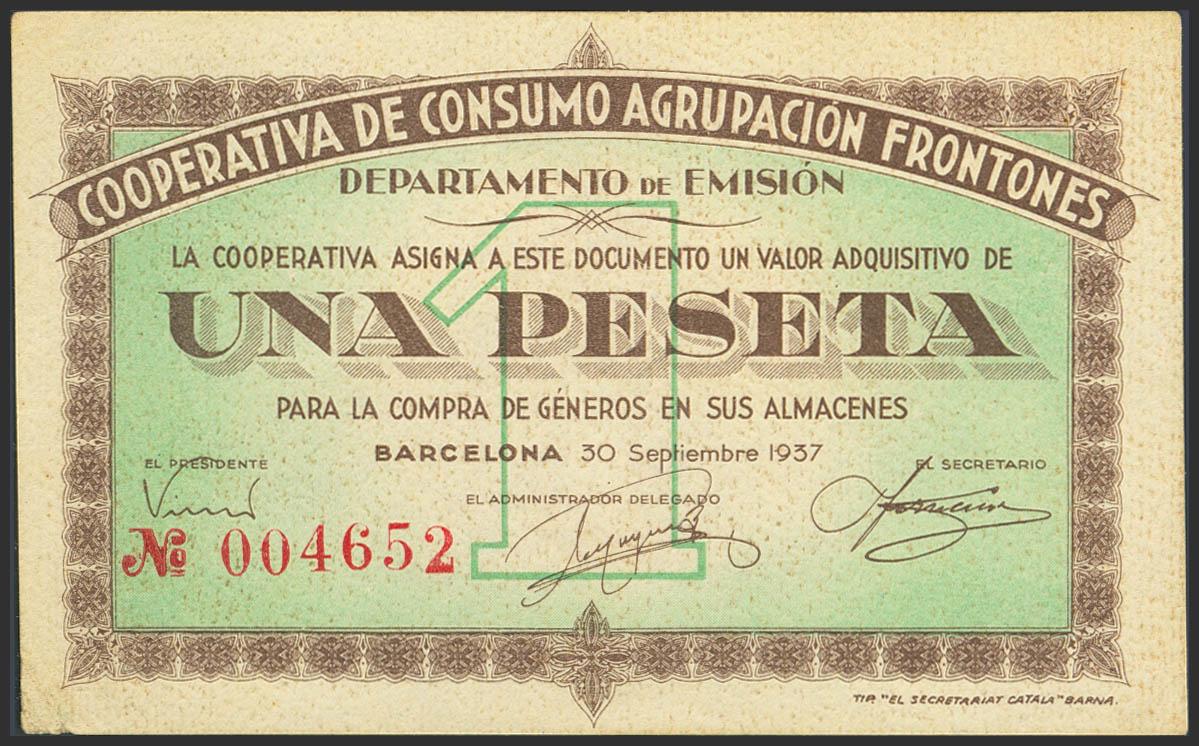 COOPERATIVA DE CONSUMO AGRUPACIÓN FRONTONES
DEPARTAMENTO DE EMISIÓN
1
LA COOPERATIVA ASIGNA A ESTE DOCUMENTO UN VALOR ADQUISITIVO DE
UNA PESETA
PARA LA COMPRA DE GÉNEROS EN SUS ALMACENES
BARCELONA 30 Septiembre 1937
EL PRESIDENTE
EL SECRETARIO
EL ADMINISTRADOR DELEGADO
No 004652
TIP. "EL SECRETARIAT CATALA" BARNA.